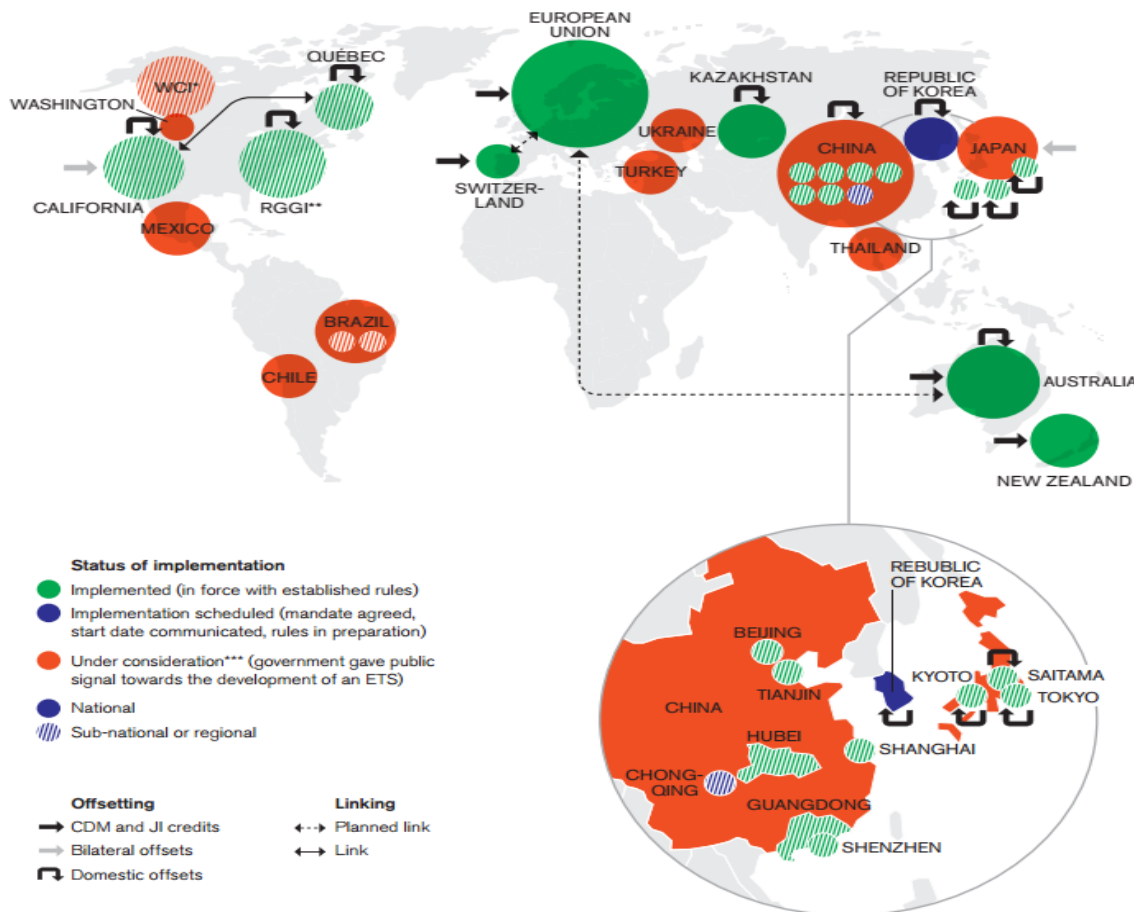 EUROPEAN
UNION
QUÉBEC
KAZAKHSTAN
REPUBLIC
OF KOREA
WCI*
WASHINGTON
UKRAINE
CHINA
JAPAN
TURKEY
SWITZER-
LAND
CALIFORNIA
RGGI**
MEXICO
THAILAND
BRAZIL
CHILE
AUSTRALIA
NEW ZEALAND
Status of implementation
Implemented (in force with established rules)
Implementation scheduled (mandate agreed,
start date communicated, rules in preparation)
Under consideration*** (government gave public
signal towards the development of an ETS)
National
Sub-national or regional
Offsetting
CDM and JI credits
Bilateral offsets
Domestic offsets
Linking
Planned link
Link
REBUBLIC
OF KOREA
BEIJING
TIANJIN
KYOTO
SAITAMA
TOKYO
CHINA
HUBEI
SHANGHAI
CHONG-
QING
GUANGDONG
SHENZHEN